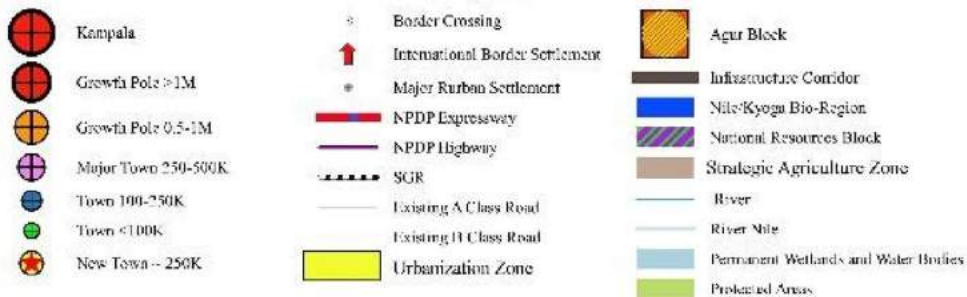 Kampala
Growth Pole >1M
Growth Pole 0.5-1M
Major Town 250-500K
Town 100-250K
Town <100K
New Town ~ 250K
Border Crossing
International Border Settlement
Major Rurban Settlement
NPDP Expressway
NPDP Highway
SGR
Existing A Class Road
Existing B Class Road
Urbanization Zone
Agur Block
Infrastructure Corridor
Nile/Kyoga Bio-Region
National Resources Block
Strategic Agriculture Zone
River
River Nile
Permanent Wetlands and Water Bodies
Protected Areas